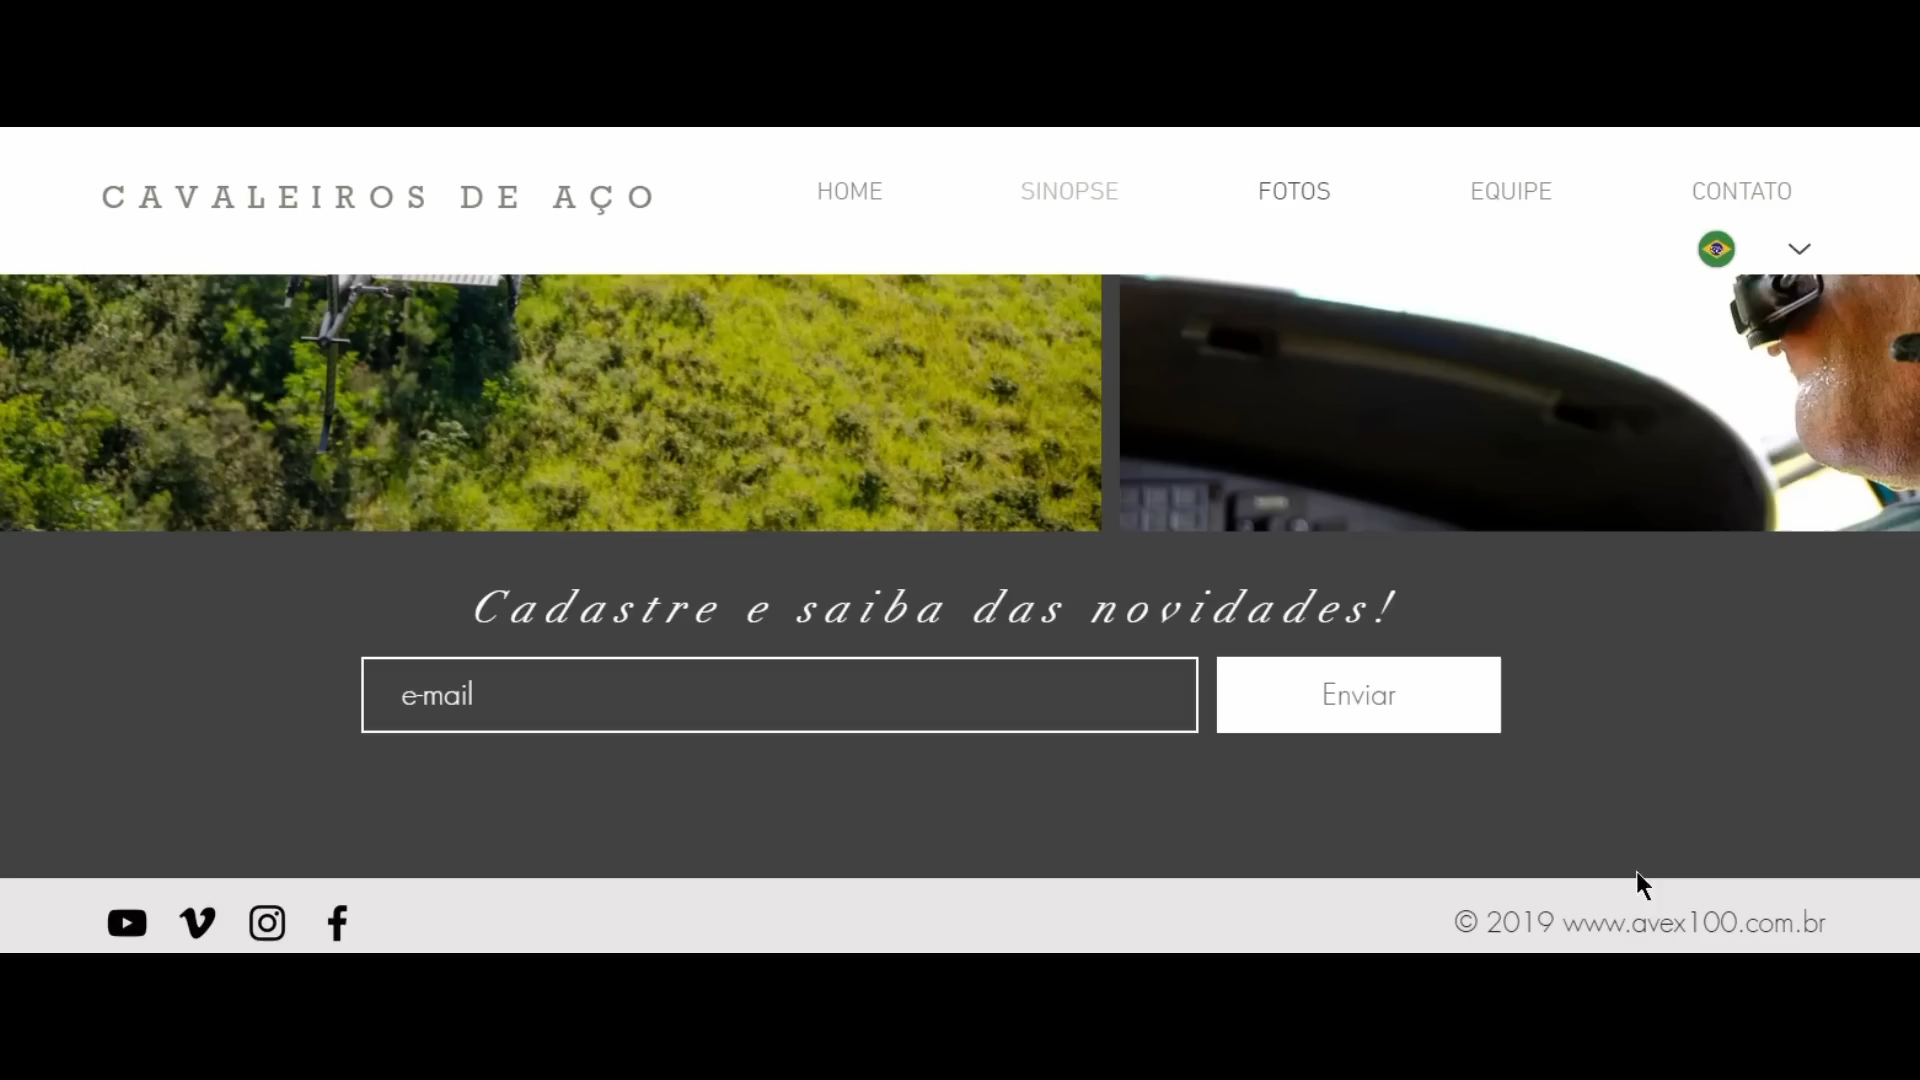 CAVALEIROS DE AÇO
HOME SINOPSE FOTOS EQUIPE CONTATO
Cadastre e saiba das novidades!
e-mail Enviar
© 2019 www.avex100.com.br